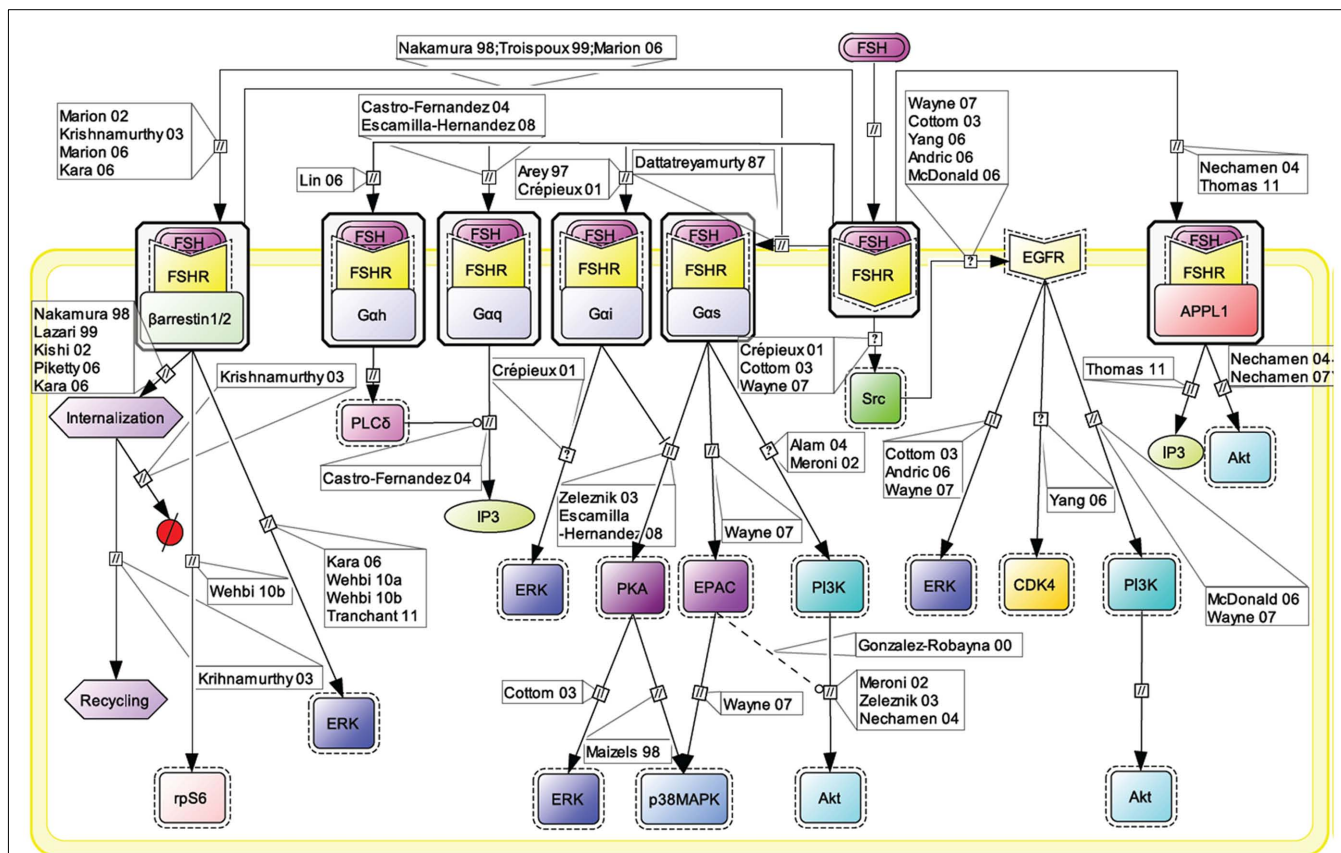 Nakamura 98;Troispoux 99;Marion 06
FSH
Marion 02
Krishnamurthy 03
Marion 06
Kara 06
Castro-Fernandez 04
Escamilla-Hernandez 08
Wayne 07
Cottom 03
Yang 06
Andric 06
McDonald 06
Lin 06
Arey 97
Crépieux 01
Dattatreyamurty 87
Nechamen 04
Thomas 11
//
//
//
//
//
//
//
?
FSH
FSHR
βarrestin1/2
FSH
FSHR
Gαh
FSH
FSHR
Gαq
FSH
FSHR
Gαi
FSH
FSHR
Gαs
FSH
FSHR
EGFR
FSH
FSHR
APPL1
Nakamura 98
Lazari 99
Kishi 02
Piketty 06
Kara 06
//
Krishnamurthy 03
//
Crépieux 01
Crépieux 01
Cottom 03
Wayne 07
?
Thomas 11
//
Nechamen 04
Nechamen 07
//
Internalization
PLCδ
//
Src
IP3
Akt
//
Castro-Fernandez 04
?
//
//
?
Alam 04
Meroni 02
Cottom 03
Andric 06
Wayne 07
//
?
//
Yang 06
IP3
Zeleznik 03
Escamilla
-Hernandez 08
Wayne 07
//
//
//
Wehbi 10b
Kara 06
Wehbi 10a
Wehbi 10b
Tranchant 11
ERK
PKA
EPAC
PI3K
ERK
CDK4
PI3K
McDonald 06
Wayne 07
Gonzalez-Robayna 00
Recycling
Krihnamurthy 03
ERK
Cottom 03
//
//
//
Wayne 07
//
Meroni 02
Zeleznik 03
Nechamen 04
//
Maizels 98
rpS6
ERK
p38MAPK
Akt
Akt